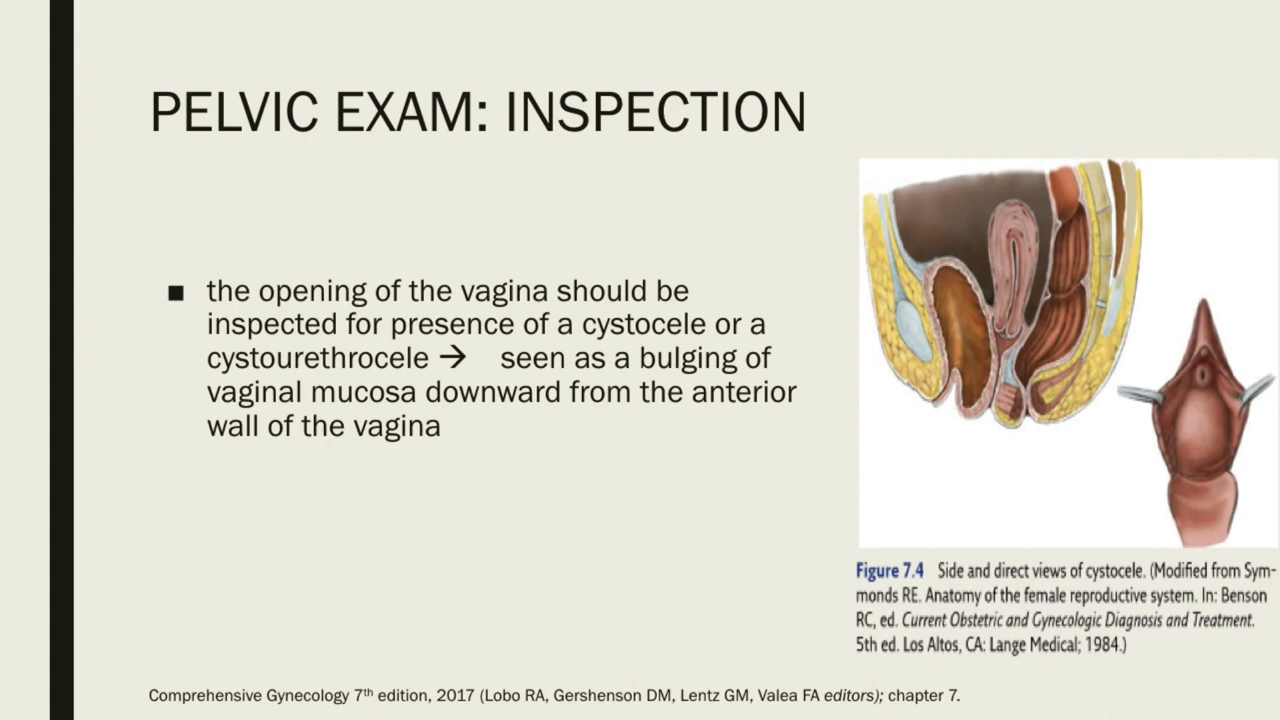 PELVIC EXAM: INSPECTION
■ the opening of the vagina should be
inspected for presence of a cystocele or a
cystourethrocele → seen as a bulging of
vaginal mucosa downward from the anterior
wall of the vagina
Figure 7.4 Side and direct views of cystocele. (Modified from Sym-
monds RE. Anatomy of the female reproductive system. In: Benson
RC, ed. Current Obstetric and Gynecologic Diagnosis and Treatment.
5th ed. Los Altos, CA: Lange Medical; 1984.)
Comprehensive Gynecology 7th edition, 2017 (Lobo RA, Gershenson DM, Lentz GM, Valea FA editors); chapter 7.